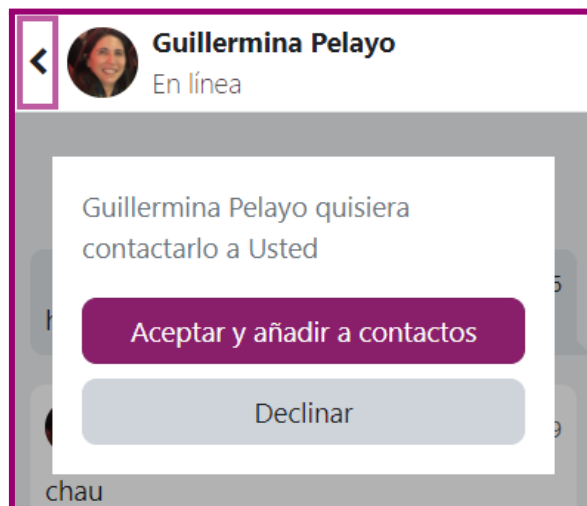 Guillermina Pelayo
En línea
Guillermina Pelayo quisiera
contactarlo a Usted
Aceptar y añadir a contactos
Declinar
chau